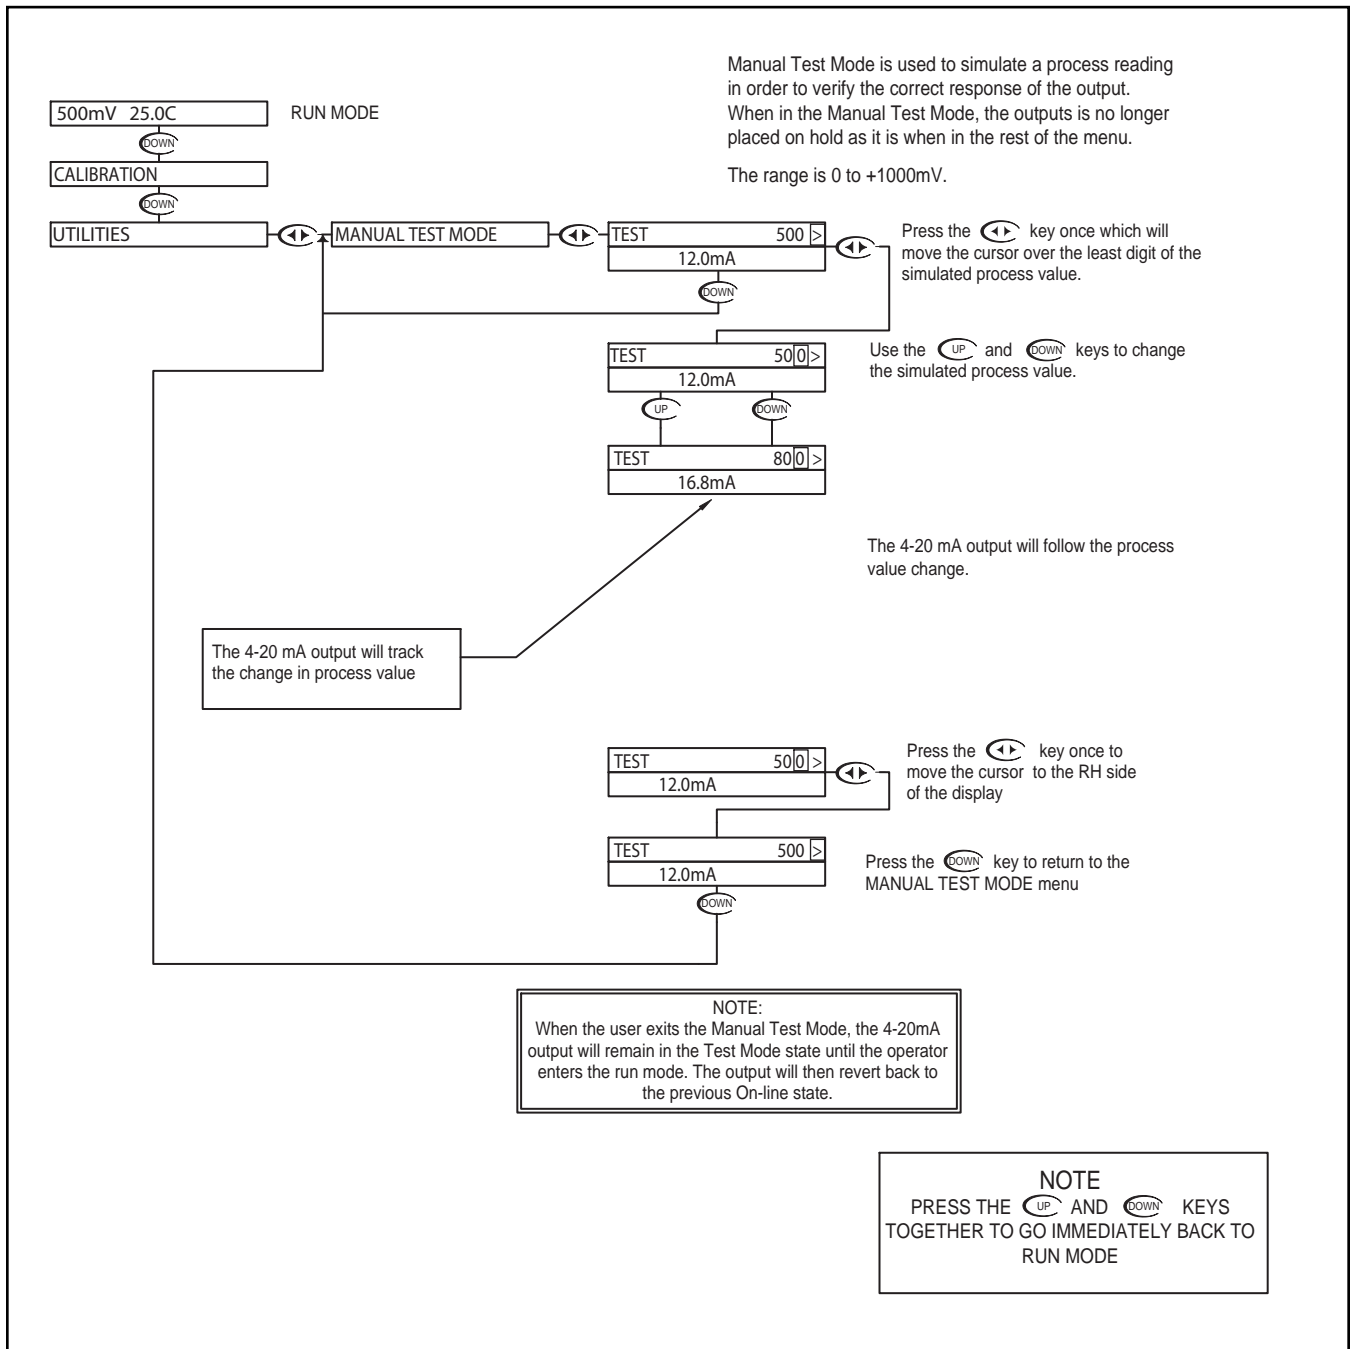 Manual Test Mode is used to simulate a process reading
in order to verify the correct response of the output.
When in the Manual Test Mode, the outputs is no longer
placed on hold as it is when in the rest of the menu.
The range is 0 to +1000mV.
500mV 25.0C
RUN MODE
DOWN
CALIBRATION
DOWN
UTILITIES
MANUAL TEST MODE
TEST 500 >
12.0mA
DOWN
Press the key once which will
move the cursor over the least digit of the
simulated process value.
TEST 500>
12.0mA
UP DOWN
Use the UP and DOWN keys to change
the simulated process value.
TEST 800 >
16.8mA
The 4-20 mA output will follow the process
value change.
The 4-20 mA output will track
the change in process value
TEST 500 >
12.0mA
Press the key once to
move the cursor to the RH side
of the display
TEST 500 >
12.0mA
DOWN
Press the DOWN key to return to the
MANUAL TEST MODE menu
NOTE:
When the user exits the Manual Test Mode, the 4-20mA
output will remain in the Test Mode state until the operator
enters the run mode. The output will then revert back to
the previous On-line state.
NOTE
PRESS THE UP AND DOWN KEYS
TOGETHER TO GO IMMEDIATELY BACK TO
RUN MODE